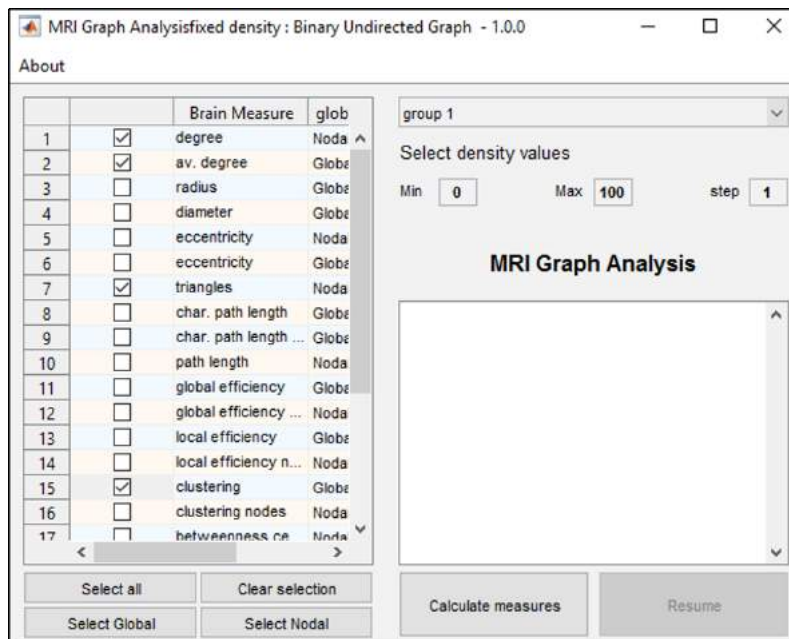 MRI Graph Analysisfixed density : Binary Undirected Graph - 1.0.0
About
Brain Measure glob
1 degree Noda
2 av. degree Globa
3 radius Globa
4 diameter Globa
5 eccentricity Noda
6 eccentricity Globa
7 triangles Noda
8 char. path length Globa
9 char. path length ... Globa
10 path length Noda
11 global efficiency Globa
12 global efficiency ... Noda
13 local efficiency Globa
14 local efficiency n... Noda
15 clustering Globa
16 clustering nodes Noda
17 betweenness ce Noda
Select all Clear selection
Select Global Select Nodal
group 1
Select density values
Min 0 Max 100 step 1
MRI Graph Analysis
Calculate measures Resume